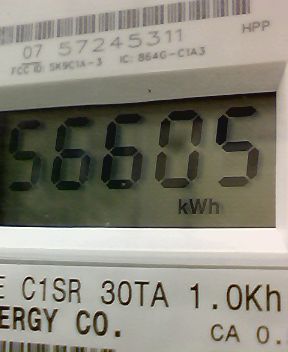 07 57245311
HPP
FCC ID: SK9C1A-3 IC: 864G-C1A3
56605
kWh
E C1SR 30TA 1.0Kh
ERGY CO.
CA 0.